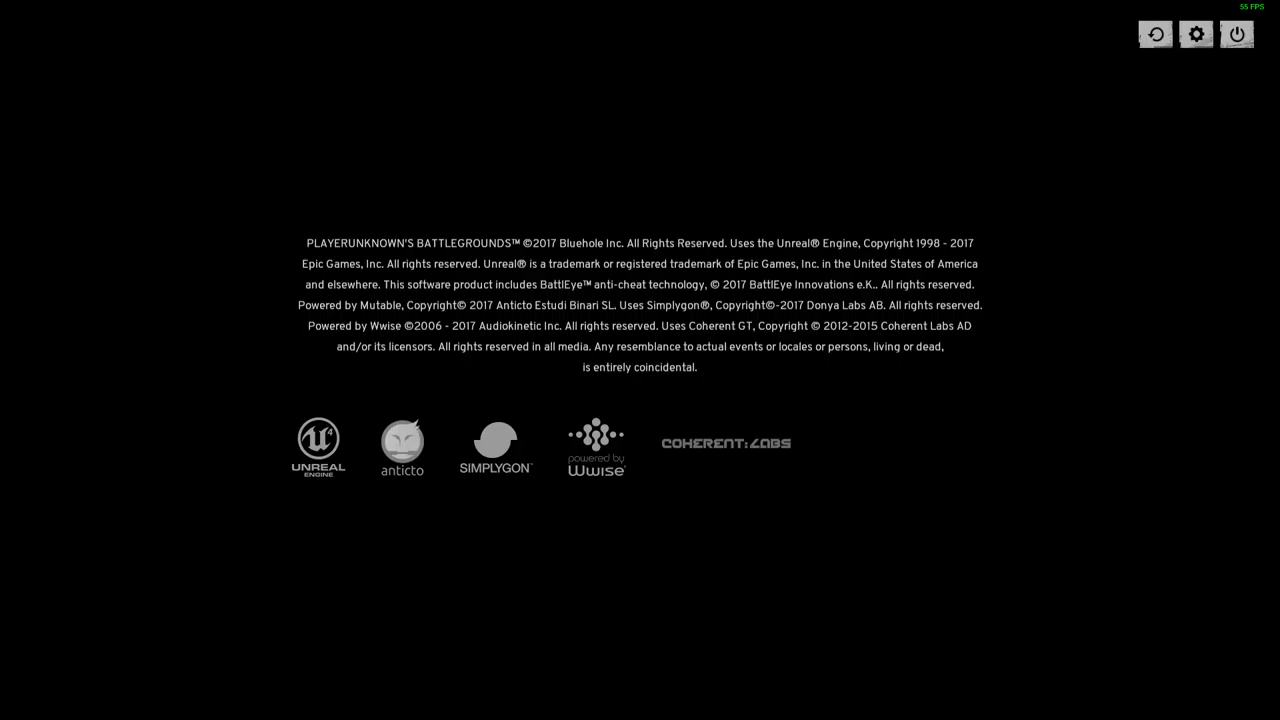 55 FPS
PLAYERUNKNOWN'S BATTLEGROUNDS™ ©2017 Bluehole Inc. All Rights Reserved. Uses the Unreal® Engine, Copyright 1998 - 2017
Epic Games, Inc. All rights reserved. Unreal® is a trademark or registered trademark of Epic Games, Inc. in the United States of America
and elsewhere. This software product includes BattlEye™ anti-cheat technology, © 2017 BattlEye Innovations e.K.. All rights reserved.
Powered by Mutable, Copyright© 2017 Anticto Estudi Binari SL. Uses Simplygon®, Copyright©-2017 Donya Labs AB. All rights reserved.
Powered by Wwise ©2006 - 2017 Audiokinetic Inc. All rights reserved. Uses Coherent GT, Copyright © 2012-2015 Coherent Labs AD
and/or its licensors. All rights reserved in all media. Any resemblance to actual events or locales or persons, living or dead,
is entirely coincidental.
U4
UNREAL
ENGINE
anticto
SIMPLYGON™
powered by
Wwise®
COHERENT:LABS